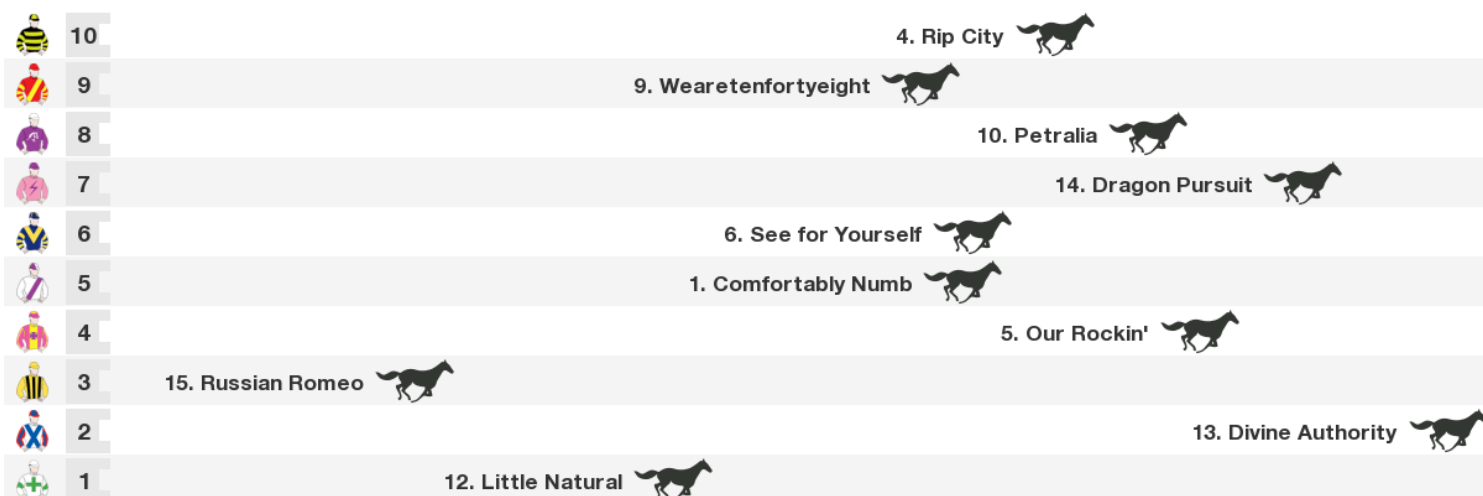 10 4. Rip City
9 9. Wearetenfortyeight
8 10. Petralia
7 14. Dragon Pursuit
6 6. See for Yourself
5 1. Comfortably Numb
4 5. Our Rockin'
3 15. Russian Romeo
2 13. Divine Authority
1 12. Little Natural